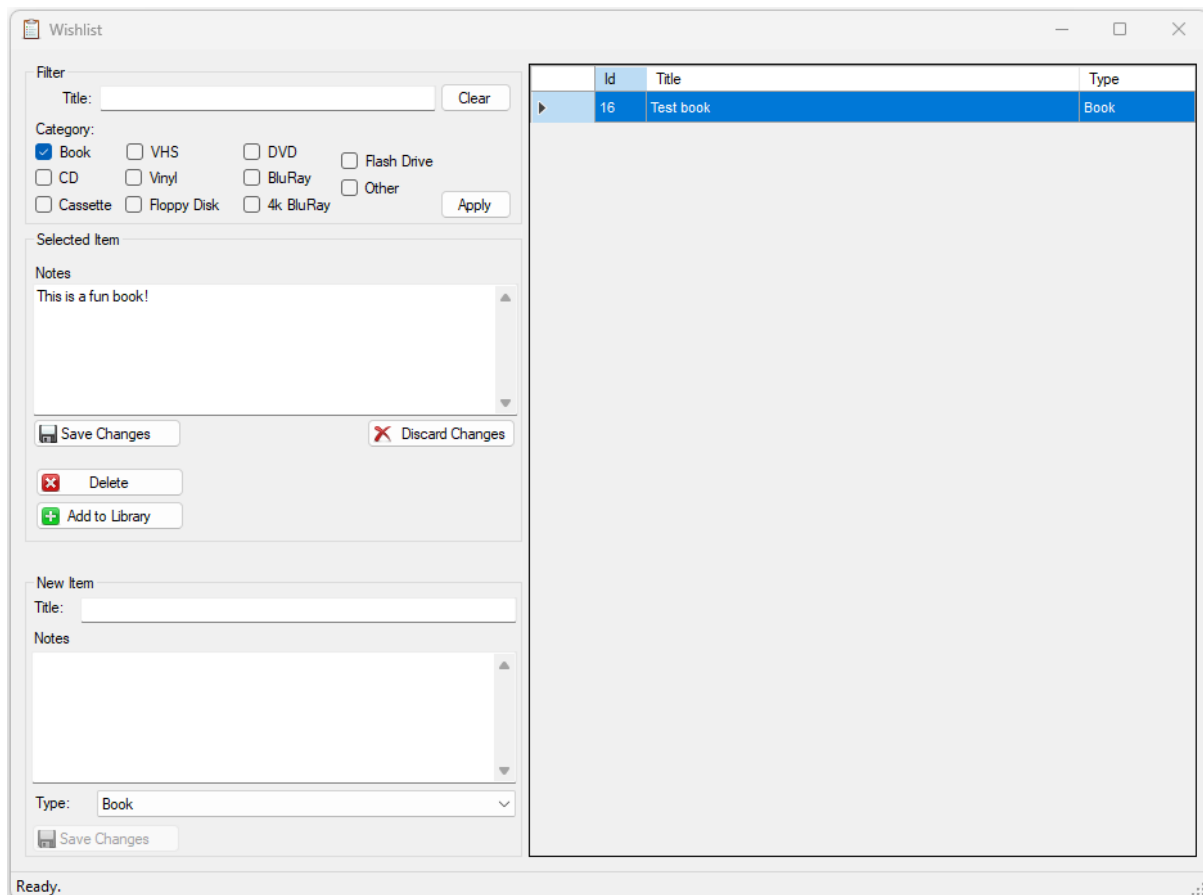 Wishlist
Filter
Title:
Clear
Category:
Book VHS DVD Flash Drive
CD Vinyl BluRay Other
Cassette Floppy Disk 4k BluRay Apply
Selected Item
Notes
This is a fun book!
Save Changes Discard Changes
Delete
Add to Library
New Item
Title:
Notes
Type: Book
Save Changes
Id Title Type
16 Test book Book
Ready.